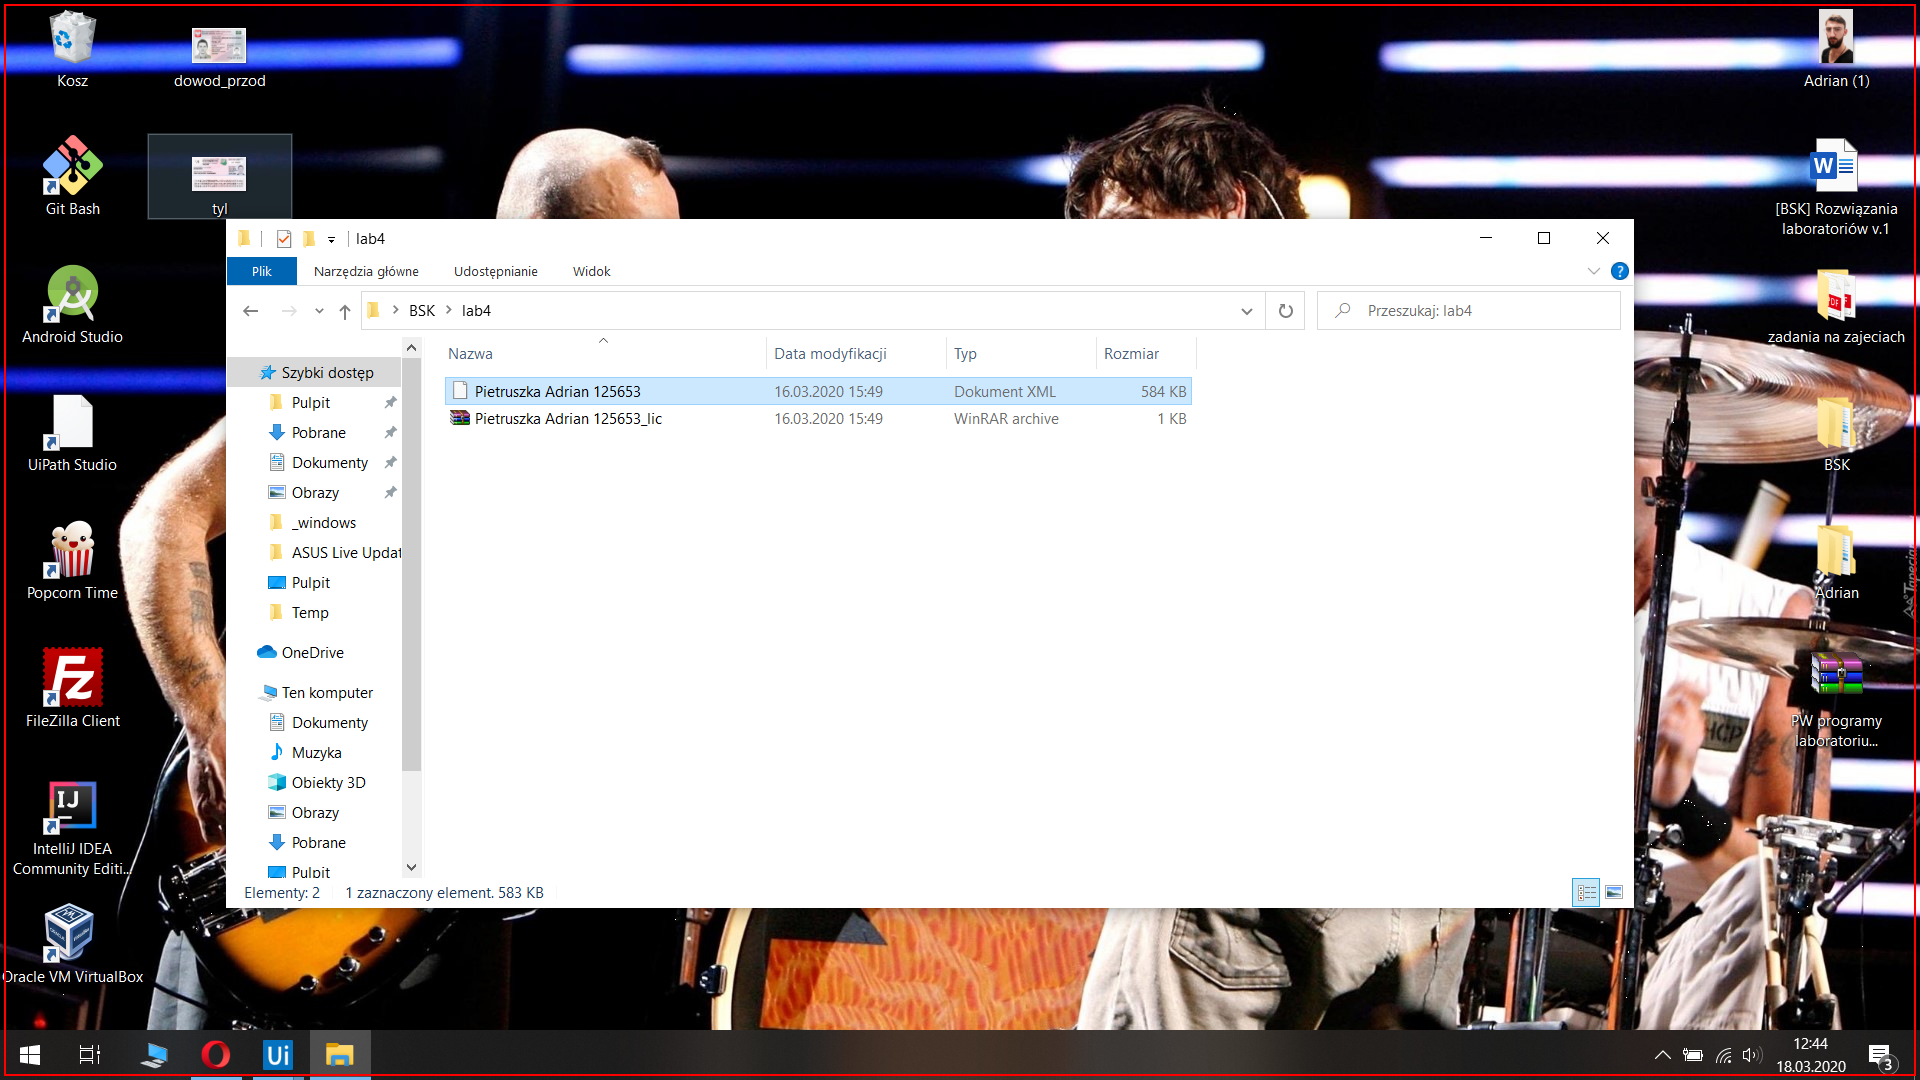 Kosz
dowod_przod
Adrian (1)
Git Bash
tyl
[BSK] Rozwiązania
laboratoriów v.1
Android Studio
zadania na zajeciach
UiPath Studio
BSK
Popcorn Time
Adrian
FileZilla Client
PW programy
laboratoriu...
IntelliJ IDEA
Community Editi...
Oracle VM VirtualBox
lab4
Plik
Narzędzia główne
Udostępnianie
Widok
BSK
lab4
Przeszukaj: lab4
Nazwa
Data modyfikacji
Typ
Rozmiar
Pietruszka Adrian 125653
16.03.2020 15:49
Dokument XML
584 KB
Pietruszka Adrian 125653_lic
16.03.2020 15:49
WinRAR archive
1 KB
Szybki dostęp
Pulpit
Pobrane
Dokumenty
Obrazy
_windows
ASUS Live Updat
Pulpit
Temp
OneDrive
Ten komputer
Dokumenty
Muzyka
Obiekty 3D
Obrazy
Pobrane
Pulpit
Elementy: 2
1 zaznaczony element. 583 KB
Ui
12:44
18.03.2020
3